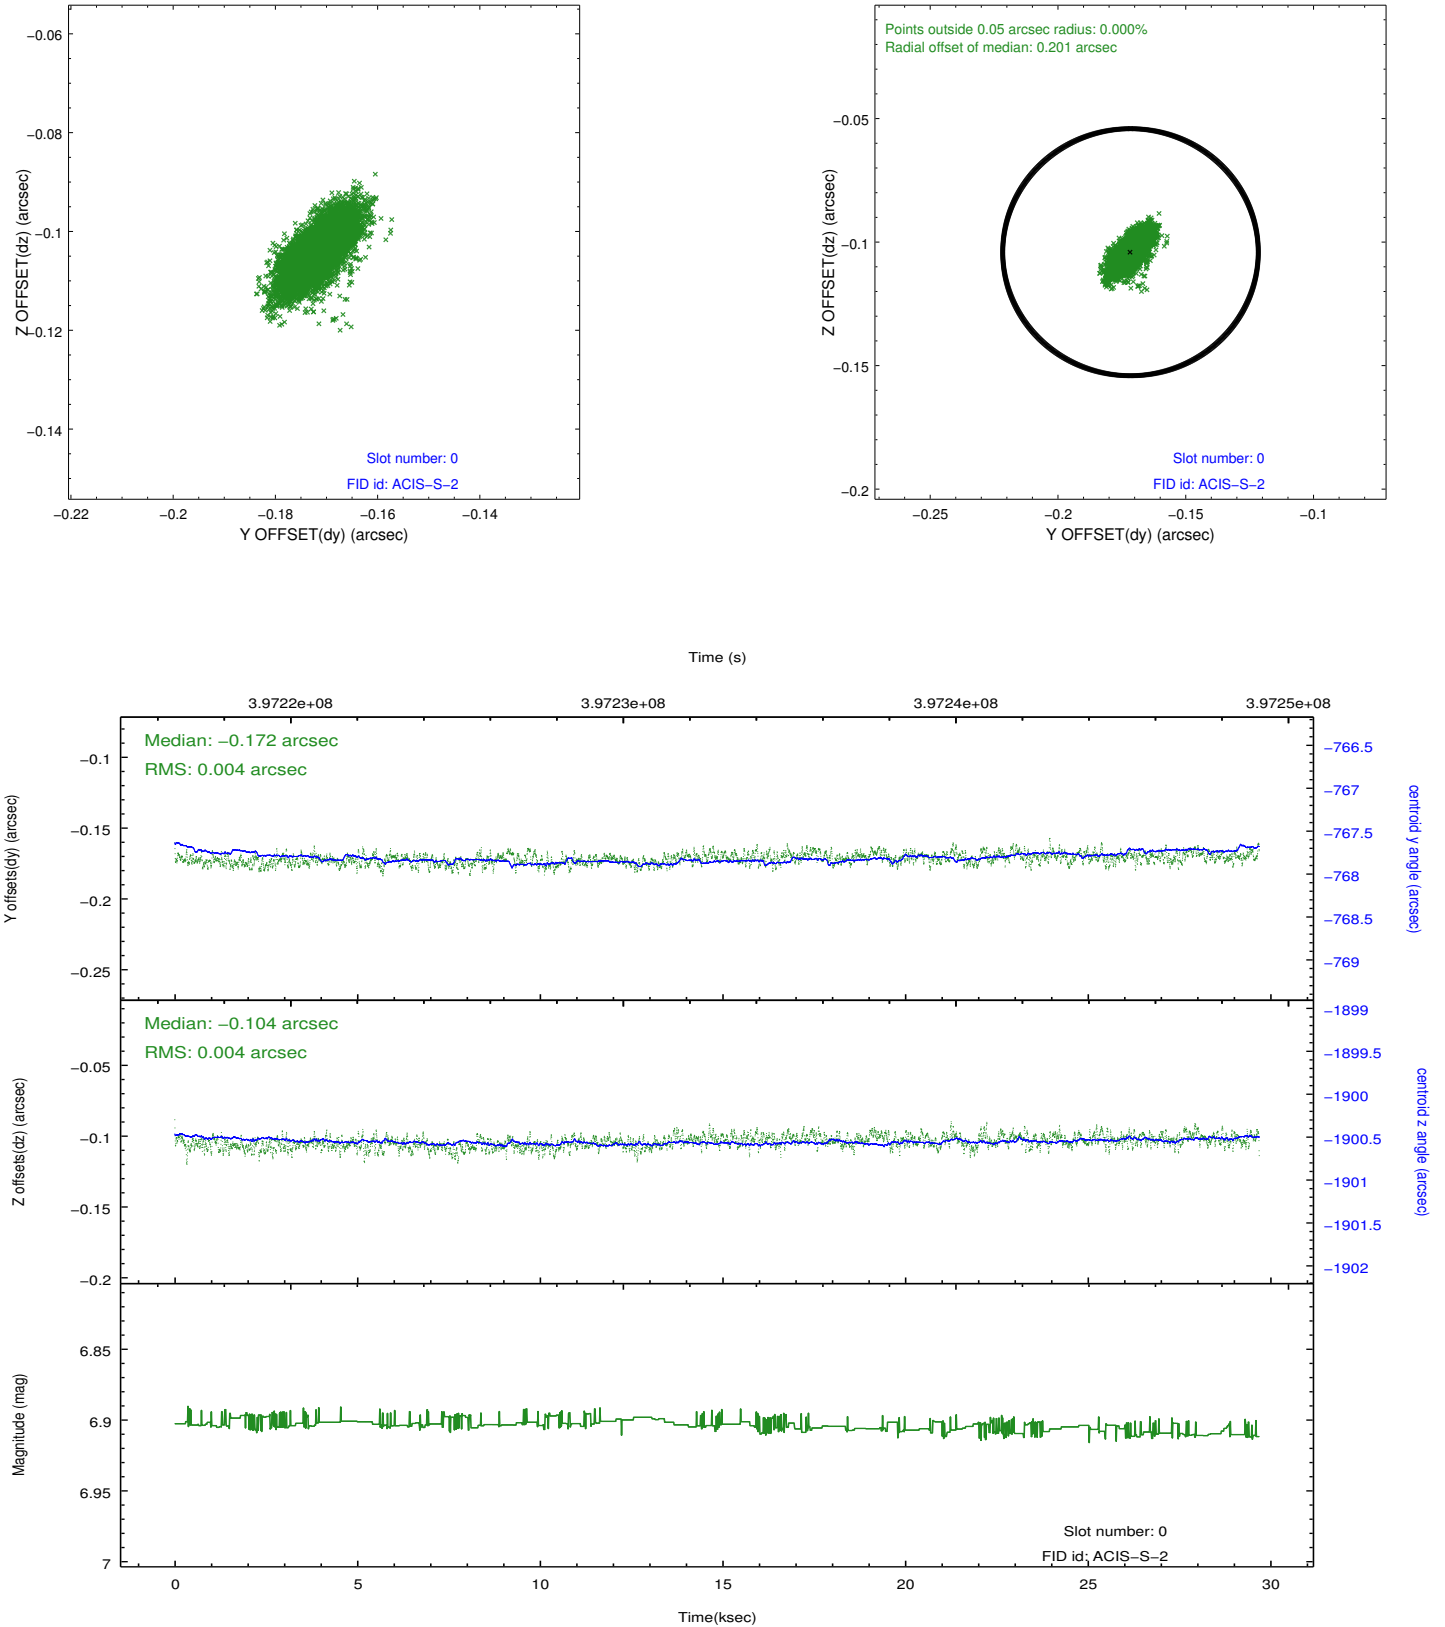 −0.06
−0.08
−0.1
−0.12
−0.14
Z OFFSET(dz) (arcsec)
Slot number: 0
FID id: ACIS−S−2
−0.22
−0.2
−0.18
−0.16
−0.14
Y OFFSET(dy) (arcsec)
Points outside 0.05 arcsec radius: 0.000%
Radial offset of median: 0.201 arcsec
−0.05
−0.1
−0.15
−0.2
Z OFFSET(dz) (arcsec)
Slot number: 0
FID id: ACIS−S−2
−0.25
−0.2
−0.15
−0.1
Y OFFSET(dy) (arcsec)
Time (s)
3.9722e+08
3.9723e+08
3.9724e+08
3.9725e+08
Median: −0.172 arcsec
RMS: 0.004 arcsec
−0.1
−0.15
−0.2
−0.25
Y offsets(dy) (arcsec)
−766.5
−767
−767.5
−768
−768.5
−769
centroid y angle (arcsec)
Median: −0.104 arcsec
RMS: 0.004 arcsec
−0.05
−0.1
−0.15
−0.2
Z offsets(dz) (arcsec)
−1899
−1899.5
−1900
−1900.5
−1901
−1901.5
−1902
centroid z angle (arcsec)
6.85
6.9
6.95
7
Magnitude (mag)
Slot number: 0
FID id: ACIS−S−2
0
5
10
15
20
25
30
Time(ksec)